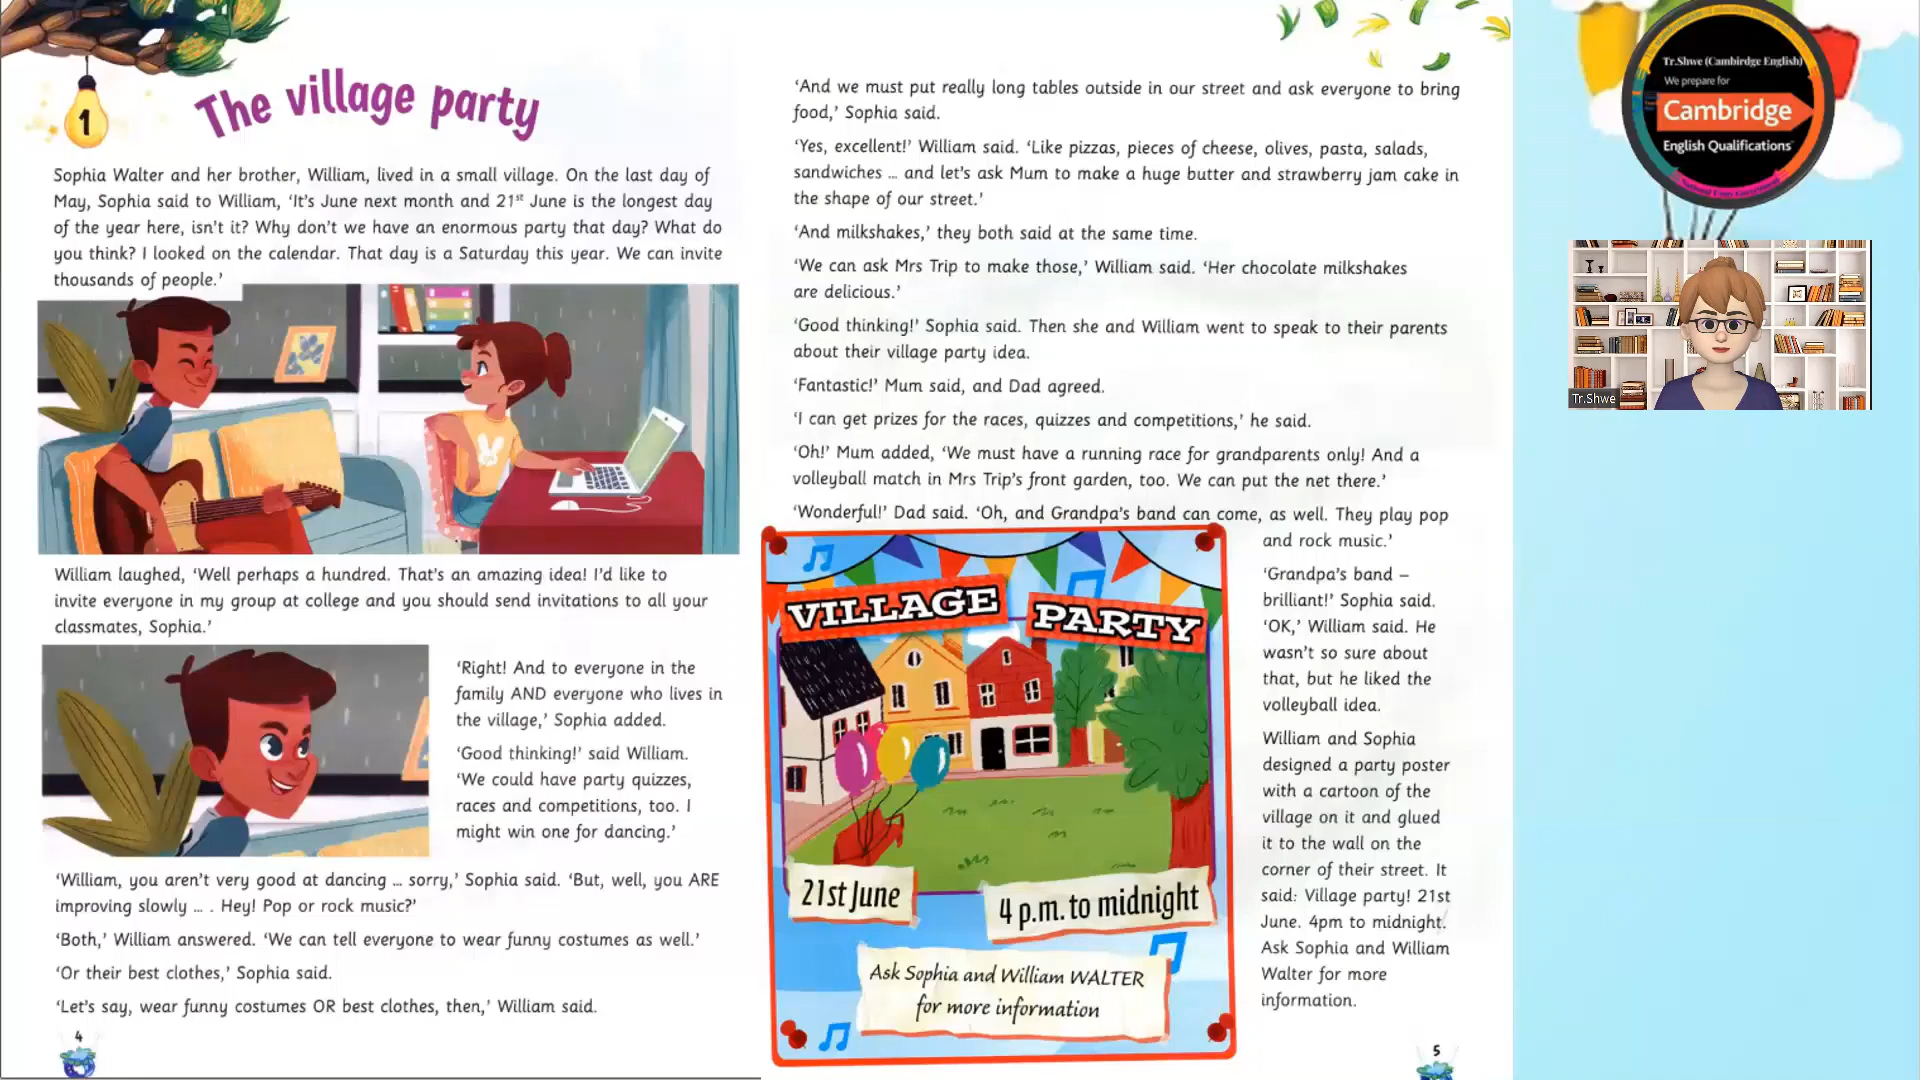 1
The village party
Sophia Walter and her brother, William, lived in a small village. On the last day of
May, Sophia said to William, ‘It’s June next month and 21st June is the longest day
of the year here, isn’t it? Why don’t we have an enormous party that day? What do
you think? I looked on the calendar. That day is a Saturday this year. We can invite
thousands of people.’
William laughed, ‘Well perhaps a hundred. That’s an amazing idea! I’d like to
invite everyone in my group at college and you should send invitations to all your
classmates, Sophia.’
‘Right! And to everyone in the
family AND everyone who lives in
the village,’ Sophia added.
‘Good thinking!’ said William.
‘We could have party quizzes,
races and competitions, too. I
might win one for dancing.’
‘William, you aren’t very good at dancing … sorry,’ Sophia said. ‘But, well, you ARE
improving slowly … . Hey! Pop or rock music?’
‘Both,’ William answered. ‘We can tell everyone to wear funny costumes as well.’
‘Or their best clothes,’ Sophia said.
‘Let’s say, wear funny costumes OR best clothes, then,’ William said.
4
‘And we must put really long tables outside in our street and ask everyone to bring
food,’ Sophia said.
‘Yes, excellent!’ William said. ‘Like pizzas, pieces of cheese, olives, pasta, salads,
sandwiches … and let’s ask Mum to make a huge butter and strawberry jam cake in
the shape of our street.’
‘And milkshakes,’ they both said at the same time.
‘We can ask Mrs Trip to make those,’ William said. ‘Her chocolate milkshakes
are delicious.’
‘Good thinking!’ Sophia said. Then she and William went to speak to their parents
about their village party idea.
‘Fantastic!’ Mum said, and Dad agreed.
‘I can get prizes for the races, quizzes and competitions,’ he said.
‘Oh!’ Mum added, ‘We must have a running race for grandparents only! And a
volleyball match in Mrs Trip’s front garden, too. We can put the net there.’
‘Wonderful!’ Dad said. ‘Oh, and Grandpa’s band can come, as well. They play pop
and rock music.’
‘Grandpa’s band –
brilliant!’ Sophia said.
‘OK,’ William said. He
wasn’t so sure about
that, but he liked the
volleyball idea.
William and Sophia
designed a party poster
with a cartoon of the
village on it and glued
it to the wall on the
corner of their street. It
said: Village party! 21st
June. 4pm to midnight.
Ask Sophia and William
Walter for more
information.
VILLAGE PARTY
21st June
4 p.m. to midnight
Ask Sophia and William WALTER
for more information
5
Tr.Shwe (Cambridge English)
We prepare for
Cambridge
English Qualifications
Tr.Shwe